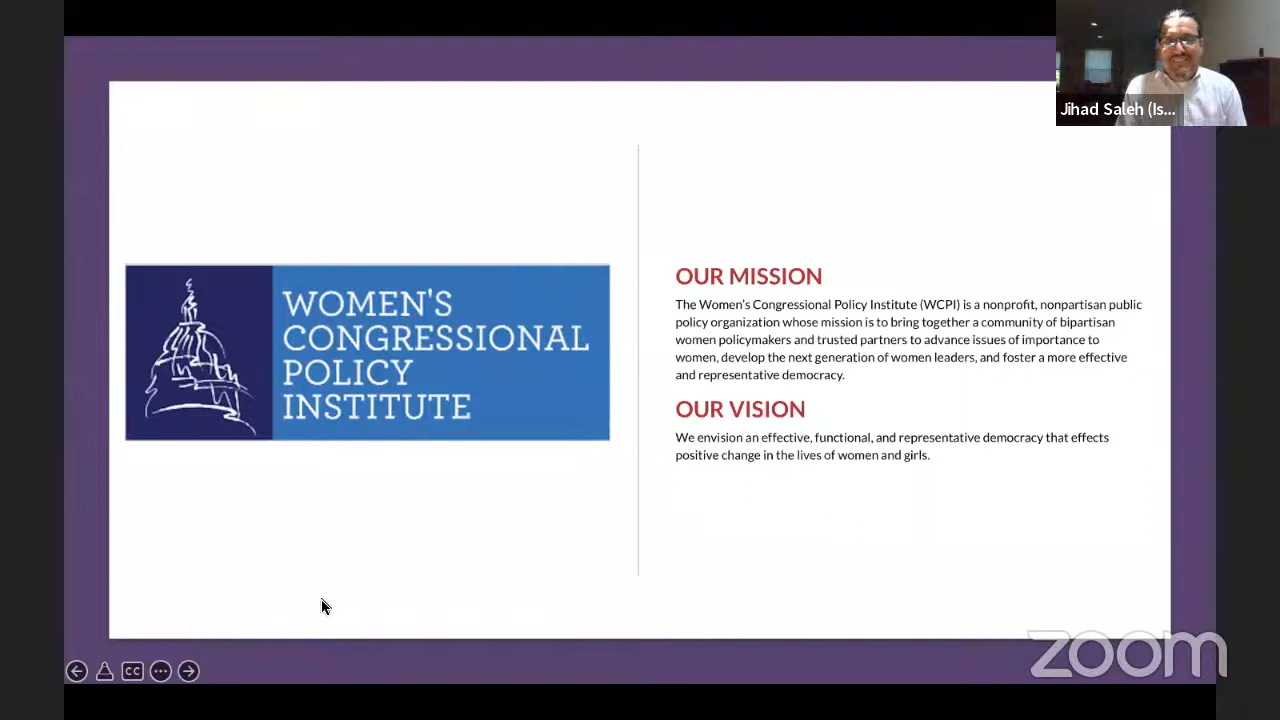 Jihad Saleh (Is...
WOMEN'S
CONGRESSIONAL
POLICY
INSTITUTE
OUR MISSION
The Women's Congressional Policy Institute (WCPI) is a nonprofit, nonpartisan public
policy organization whose mission is to bring together a community of bipartisan
women policymakers and trusted partners to advance issues of importance to
women, develop the next generation of women leaders, and foster a more effective
and representative democracy.
OUR VISION
We envision an effective, functional, and representative democracy that effects
positive change in the lives of women and girls.
CC
zoom